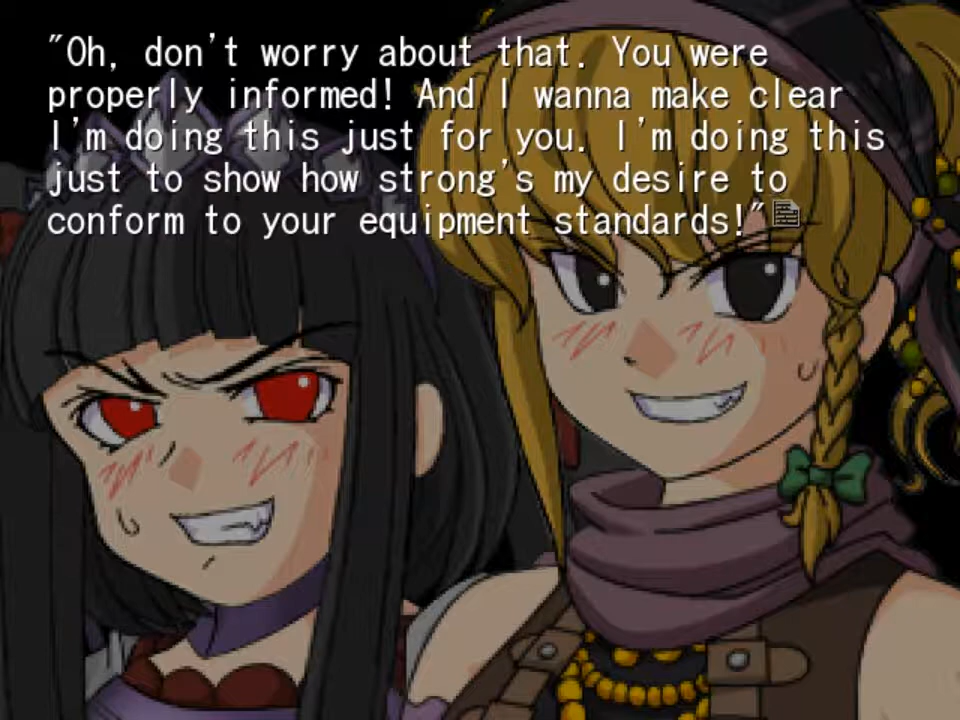 "Oh, don't worry about that. You were
properly informed! And I wanna make clear
I'm doing this just for you. I'm doing this
just to show how strong's my desire to
conform to your equipment standards!"